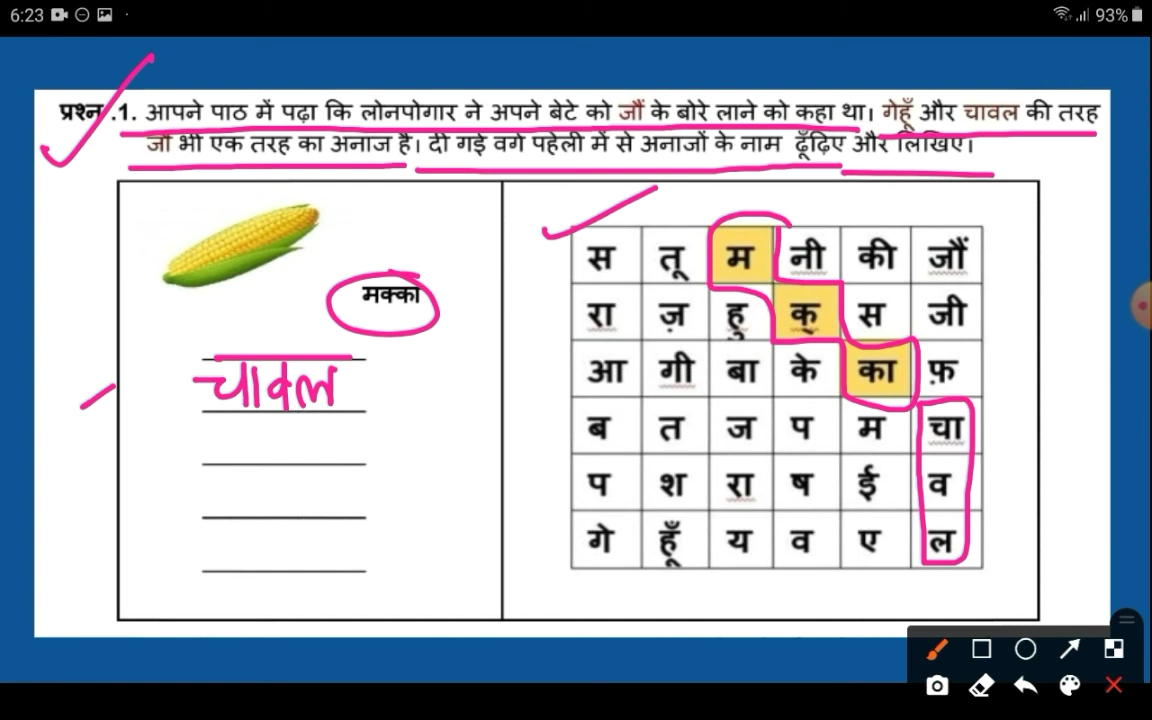 6:23 93%
प्रश्न .1. आपने पाठ में पढ़ा कि लोनपोगार ने अपने बेटे को जौं के बोरे लाने को कहा था। गेहूँ और चावल की तरह
जौं भी एक तरह का अनाज है। दी गई वगे पहेली में से अनाजों के नाम ढूँढ़िए और लिखिए।
मक्का
चावल
स तू म नी की जौं
रा ज़ हु क् स जी
आ गी बा के का फ़
ब त ज प म चा
प श रा ष ई व
गे हूँ य व ए ल